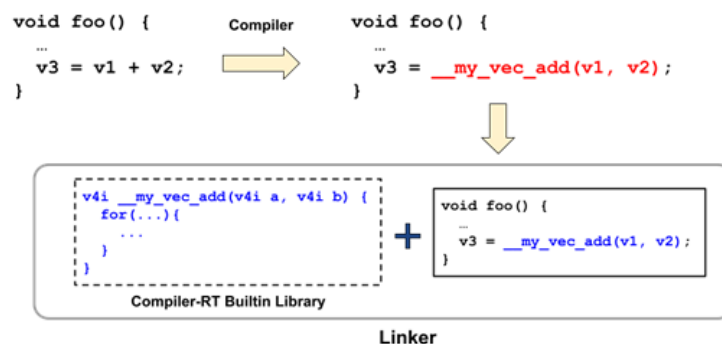 void foo() {
…
v3 = v1 + v2;
}
Compiler
void foo() {
…
v3 = __my_vec_add(v1, v2);
}
v4i __my_vec_add(v4i a, v4i b) {
for(...){
...
}
}
Compiler-RT Builtin Library
+
void foo() {
…
v3 = __my_vec_add(v1, v2);
}
Linker